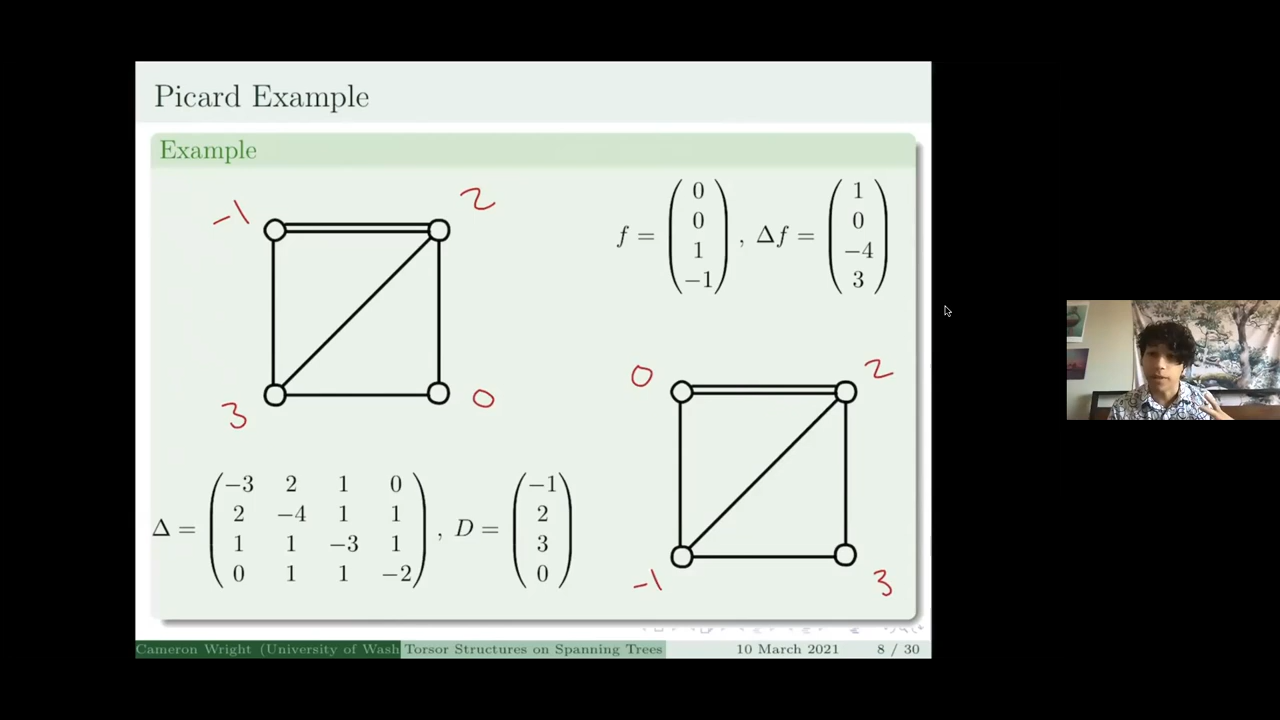 Picard Example
Example
-1
2
3
0
f = (0 0 1 −1) , Δf = (1 0 −4 3)
0
2
-1
3
Δ = (−3 2 1 0
2 −4 1 1
1 1 −3 1
0 1 1 −2) , D = (−1 2 3 0)
Cameron Wright (University of Wash Torsor Structures on Spanning Trees 10 March 2021 8 / 30